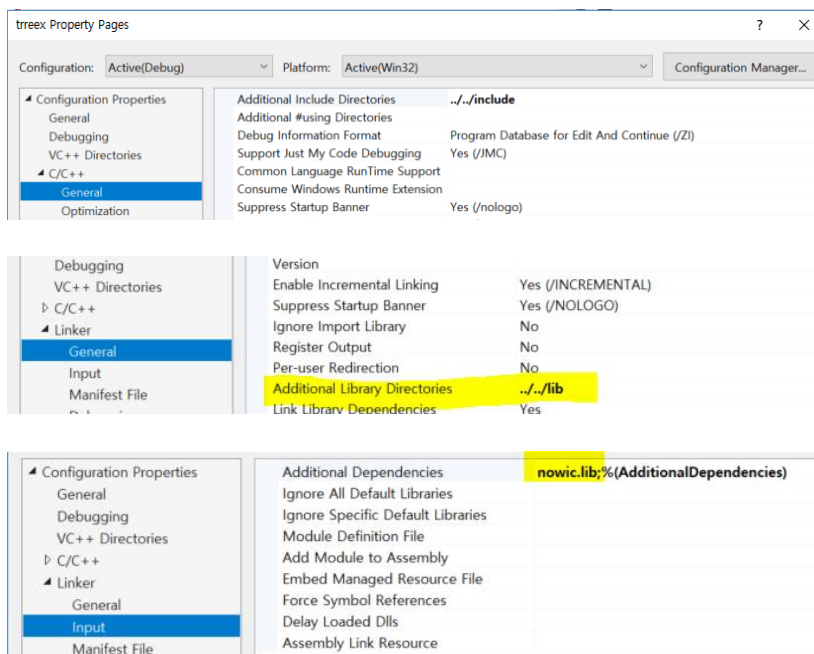 trreex Property Pages ? ×
Configuration: Active(Debug) Platform: Active(Win32) Configuration Manager...
Configuration Properties
General
Debugging
VC++ Directories
C/C++
General
Optimization
Additional Include Directories ../../include
Additional #using Directories
Debug Information Format Program Database for Edit And Continue (/ZI)
Support Just My Code Debugging Yes (/JMC)
Common Language RunTime Support
Consume Windows Runtime Extension
Suppress Startup Banner Yes (/nologo)
Debugging
VC++ Directories
C/C++
Linker
General
Input
Manifest File
Version
Enable Incremental Linking Yes (/INCREMENTAL)
Suppress Startup Banner Yes (/NOLOGO)
Ignore Import Library No
Register Output No
Per-user Redirection No
Additional Library Directories ../../lib
Link Library Dependencies Yes
Configuration Properties
General
Debugging
VC++ Directories
C/C++
Linker
General
Input
Manifest File
Additional Dependencies nowic.lib;%(AdditionalDependencies)
Ignore All Default Libraries
Ignore Specific Default Libraries
Module Definition File
Add Module to Assembly
Embed Managed Resource File
Force Symbol References
Delay Loaded Dlls
Assembly Link Resource